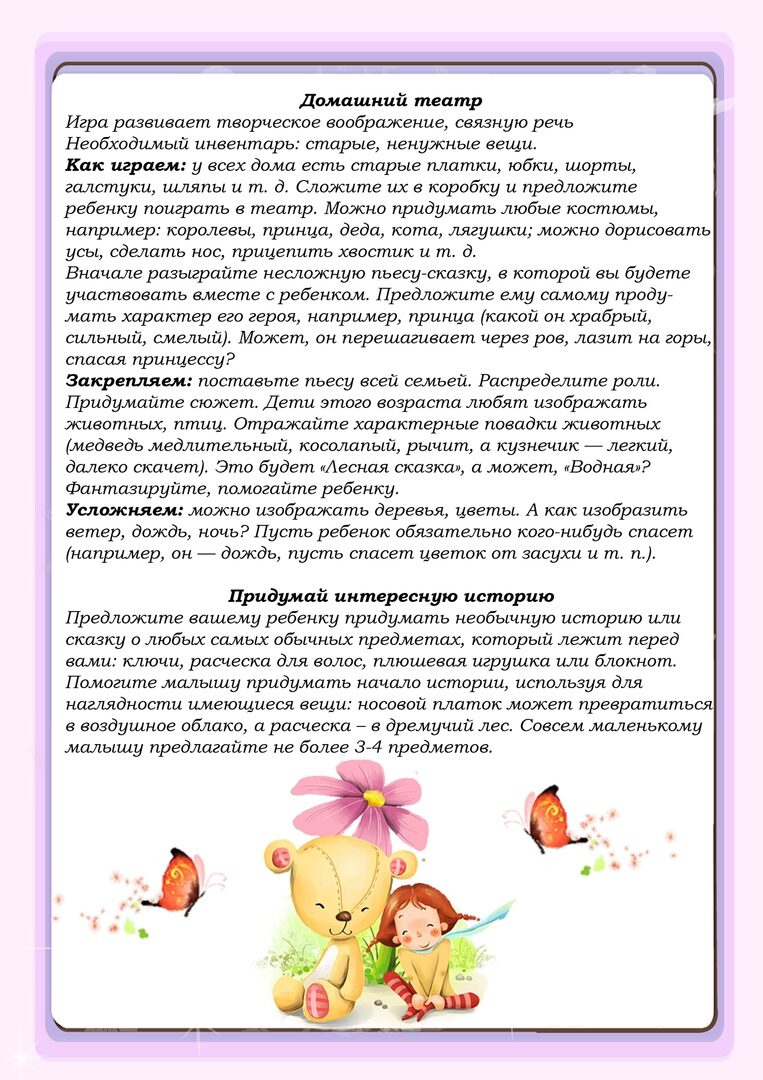 Домашний театр
Игра развивает творческое воображение, связную речь
Необходимый инвентарь: старые, ненужные вещи.
Как играем: у всех дома есть старые платки, юбки, шорты,
галстуки, шляпы и т. д. Сложите их в коробку и предложите
ребенку поиграть в театр. Можно придумать любые костюмы,
например: королевы, принца, деда, кота, лягушки; можно дорисовать
усы, сделать нос, прицепить хвостик и т. д.
Вначале разыграйте несложную пьесу-сказку, в которой вы будете
участвовать вместе с ребенком. Предложите ему самому проду-
мать характер его героя, например, принца (какой он храбрый,
сильный, смелый). Может, он перешагивает через ров, лазит на горы,
спасая принцессу?
Закрепляем: поставьте пьесу всей семьей. Распределите роли.
Придумайте сюжет. Дети этого возраста любят изображать
животных, птиц. Отражайте характерные повадки животных
(медведь медлительный, косолапый, рычит, а кузнечик — легкий,
далеко скачет). Это будет «Лесная сказка», а может, «Водная»?
Фантазируйте, помогайте ребенку.
Усложняем: можно изображать деревья, цветы. А как изобразить
ветер, дождь, ночь? Пусть ребенок обязательно кого-нибудь спасет
(например, он — дождь, пусть спасет цветок от засухи и т. п.).
Придумай интересную историю
Предложите вашему ребенку придумать необычную историю или
сказку о любых самых обычных предметах, который лежит перед
вами: ключи, расческа для волос, плюшевая игрушка или блокнот.
Помогите малышу придумать начало истории, используя для
наглядности имеющиеся вещи: носовой платок может превратиться
в воздушное облако, а расческа – в дремучий лес. Совсем маленькому
малышу предлагайте не более 3-4 предметов.